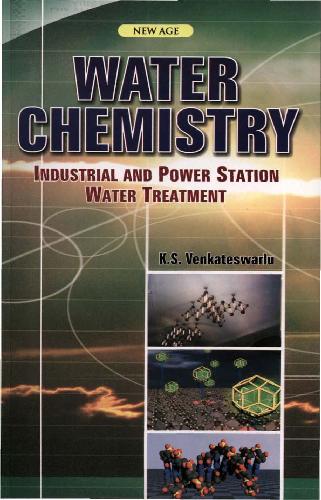 NEW AGE
WATER
CHEMISTRY
INDUSTRIAL AND POWER STATION
WATER TREATMENT
K.S. Venkateswarlu